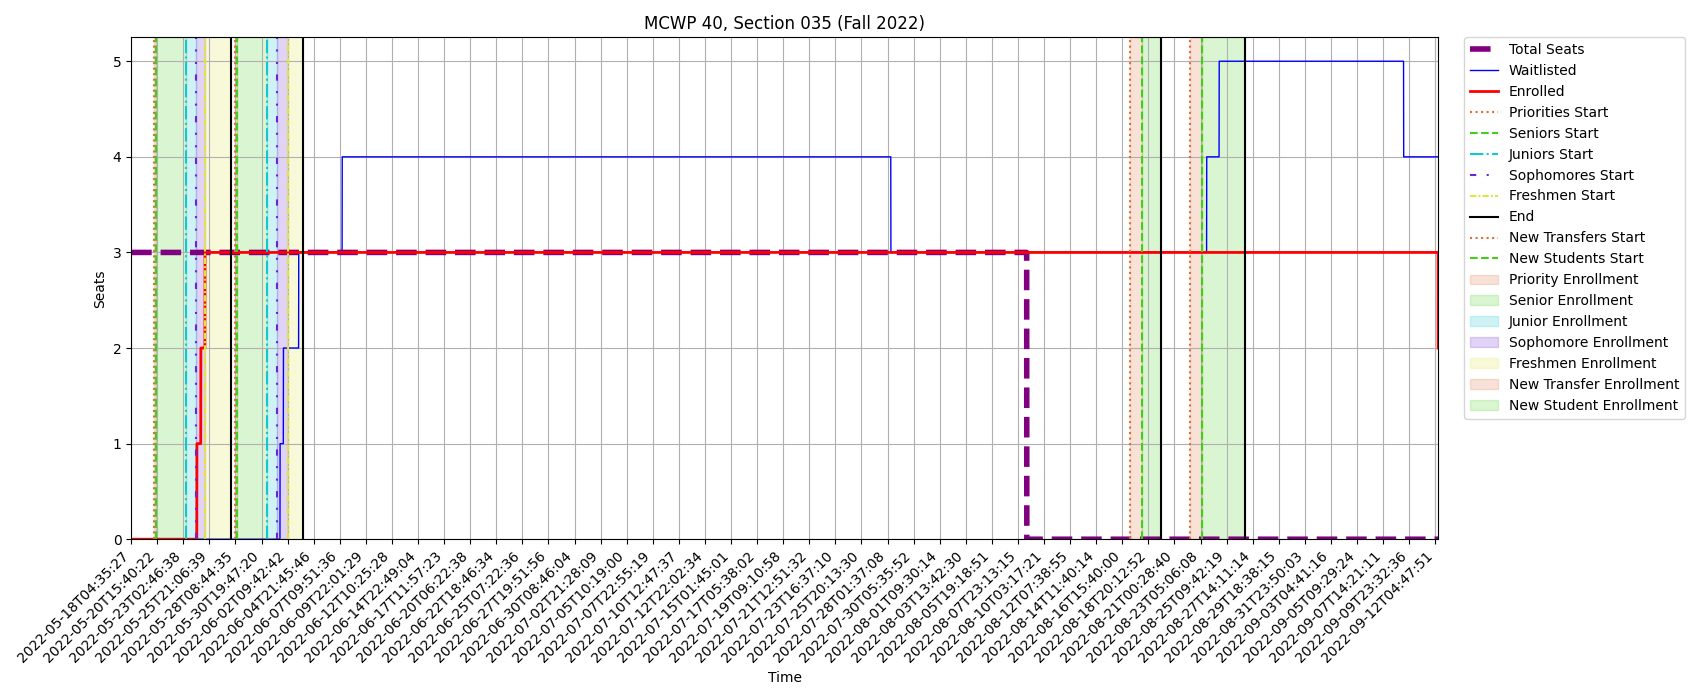 MCWP 40, Section 035 (Fall 2022)
Seats
5
4
3
2
1
0
2022-05-18T04:35:27
2022-05-20T15:40:22
2022-05-23T02:46:38
2022-05-25T21:06:39
2022-05-28T08:44:35
2022-05-30T19:47:20
2022-06-02T09:42:42
2022-06-04T21:45:46
2022-06-07T09:51:36
2022-06-09T22:01:29
2022-06-12T10:25:28
2022-06-14T22:49:04
2022-06-17T11:57:23
2022-06-20T06:22:38
2022-06-22T18:46:34
2022-06-25T07:22:36
2022-06-27T19:51:56
2022-06-30T08:46:04
2022-07-02T21:28:09
2022-07-05T10:19:00
2022-07-07T22:55:19
2022-07-10T12:47:37
2022-07-12T22:02:34
2022-07-15T01:45:01
2022-07-17T05:38:02
2022-07-19T09:10:58
2022-07-21T12:51:32
2022-07-23T16:37:10
2022-07-25T20:13:30
2022-07-28T01:37:08
2022-07-30T05:35:52
2022-08-01T09:30:14
2022-08-03T13:42:30
2022-08-05T19:18:51
2022-08-07T23:13:15
2022-08-10T03:17:21
2022-08-12T07:38:55
2022-08-14T11:40:14
2022-08-16T15:40:00
2022-08-18T20:12:52
2022-08-21T00:28:40
2022-08-23T05:06:08
2022-08-25T09:42:19
2022-08-27T14:11:14
2022-08-29T18:38:15
2022-08-31T23:50:03
2022-09-03T04:41:16
2022-09-05T09:29:24
2022-09-07T14:21:11
2022-09-09T23:32:36
2022-09-12T04:47:51
Time
Total Seats
Waitlisted
Enrolled
Priorities Start
Seniors Start
Juniors Start
Sophomores Start
Freshmen Start
End
New Transfers Start
New Students Start
Priority Enrollment
Senior Enrollment
Junior Enrollment
Sophomore Enrollment
Freshmen Enrollment
New Transfer Enrollment
New Student Enrollment